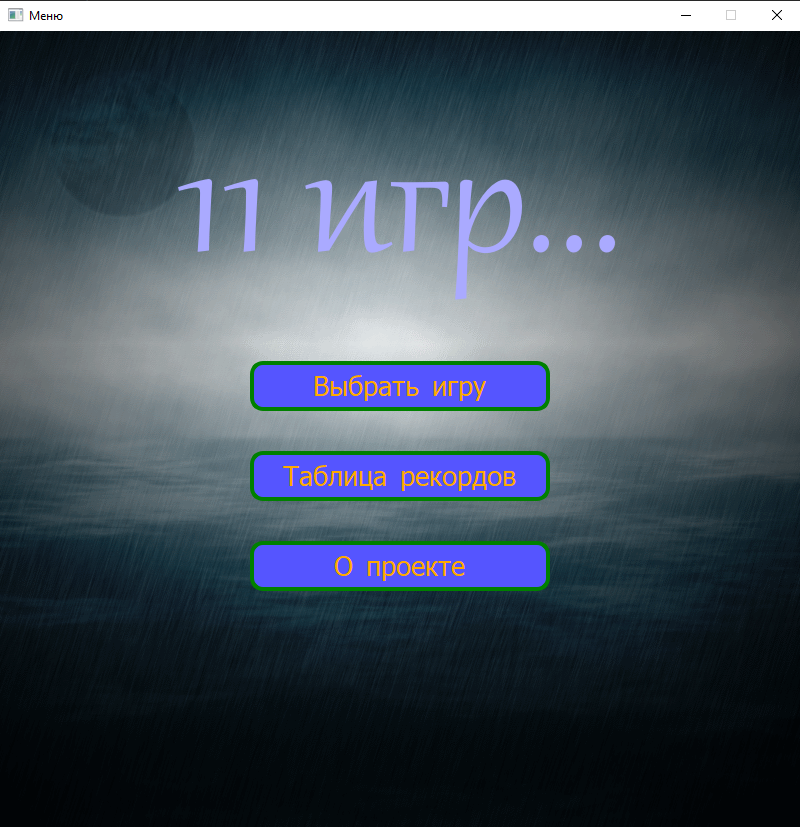 Меню
11 игр...
Выбрать игру
Таблица рекордов
О проекте